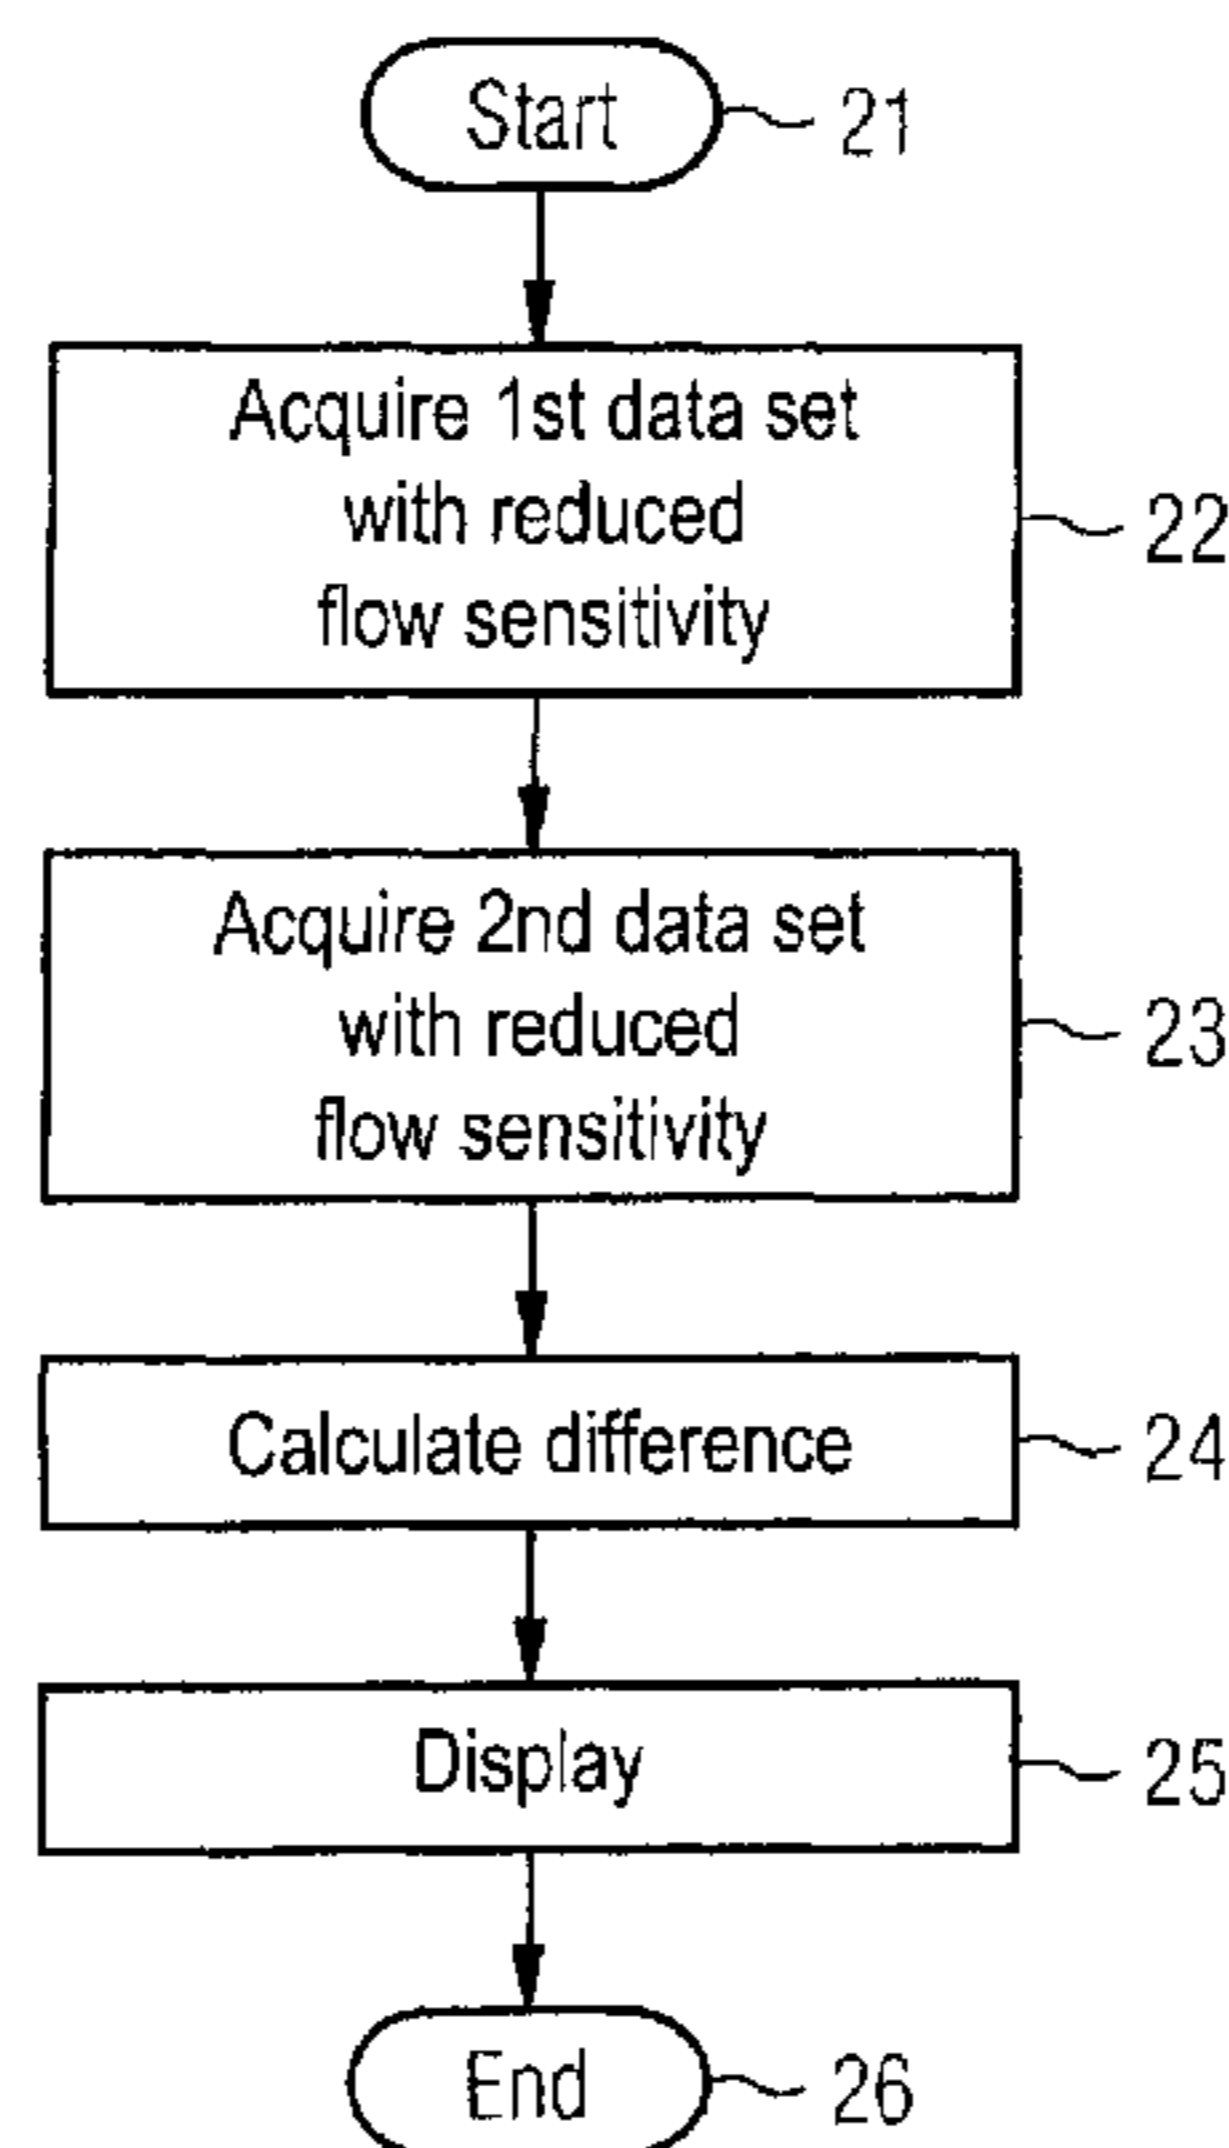 Start
21
Acquire 1st data set
with reduced
flow sensitivity
22
Acquire 2nd data set
with reduced
flow sensitivity
23
Calculate difference
24
Display
25
End
26